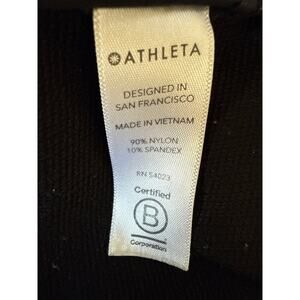 ATHLETA
DESIGNED IN
SAN FRANCISCO
MADE IN VIETNAM
90% NYLON
10% SPANDEX
RN 54023
Certified
B
Corporation